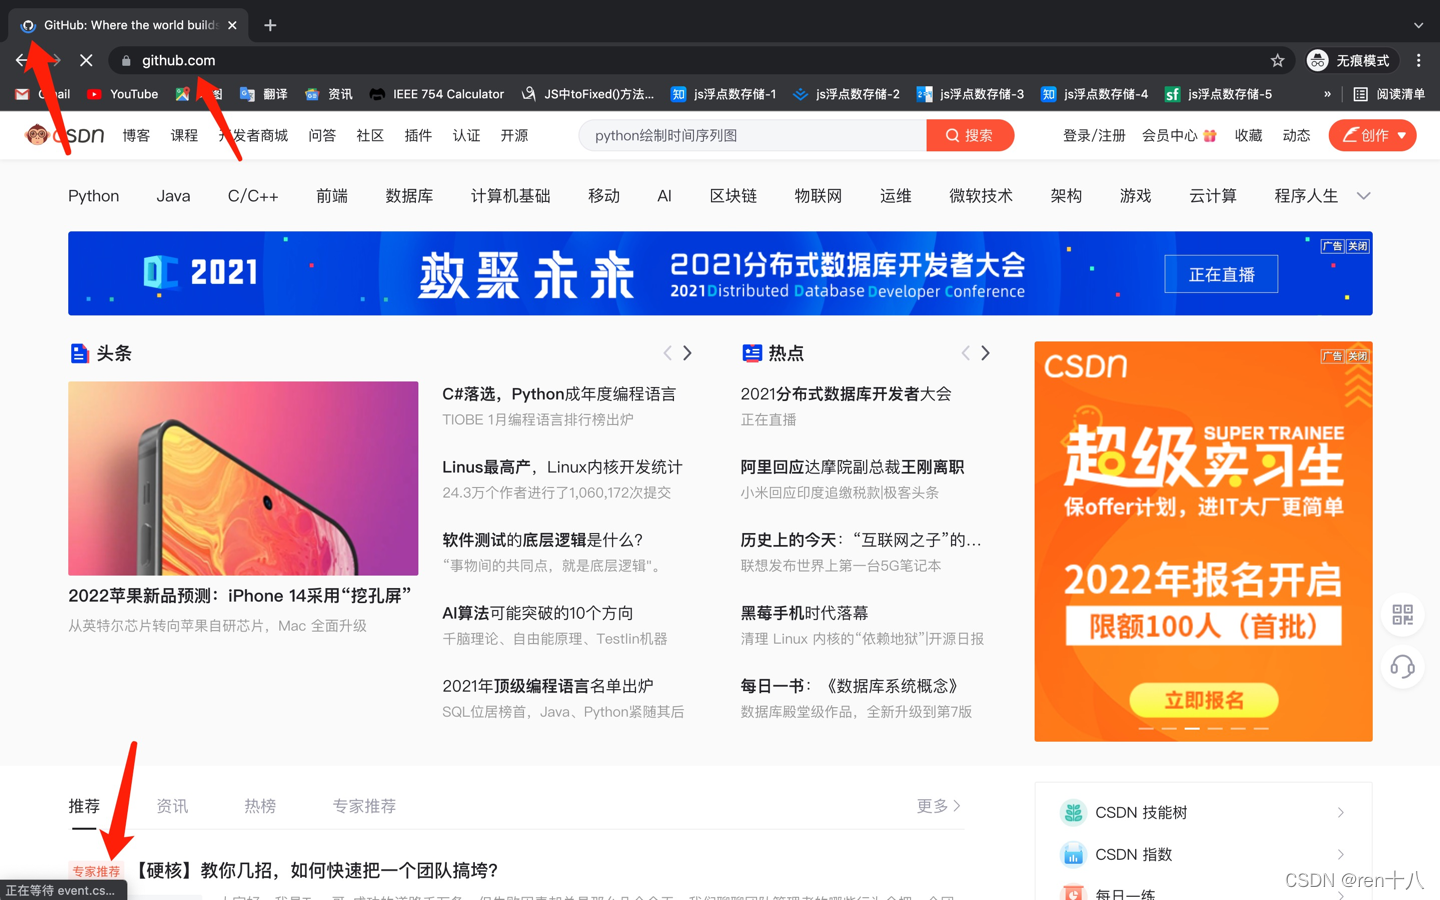 GitHub: Where the world builds
github.com
无痕模式
YouTube
翻译
资讯
IEEE 754 Calculator
JS中toFixed()方法...
知 js浮点数存储-1
js浮点数存储-2
js浮点数存储-3
知 js浮点数存储-4
sf js浮点数存储-5
»
阅读清单
CSDN
博客
课程
开发者商城
问答
社区
插件
认证
开源
python绘制时间序列图
搜索
登录/注册
会员中心
收藏
动态
创作
Python
Java
C/C++
前端
数据库
计算机基础
移动
AI
区块链
物联网
运维
微软技术
架构
游戏
云计算
程序人生
2021
数聚未来
2021分布式数据库开发者大会
2021Distributed Database Developer Conference
正在直播
广告 关闭
头条
2022苹果新品预测：iPhone 14采用“挖孔屏”
从英特尔芯片转向苹果自研芯片，Mac 全面升级
C#落选，Python成年度编程语言
TIOBE 1月编程语言排行榜出炉
Linus最高产，Linux内核开发统计
24.3万个作者进行了1,060,172次提交
软件测试的底层逻辑是什么？
“事物间的共同点，就是底层逻辑"。
AI算法可能突破的10个方向
千脑理论、自由能原理、Testlin机器
2021年顶级编程语言名单出炉
SQL位居榜首，Java、Python紧随其后
热点
2021分布式数据库开发者大会
正在直播
阿里回应达摩院副总裁王刚离职
小米回应印度追缴税款|极客头条
历史上的今天：“互联网之子”的...
联想发布世界上第一台5G笔记本
黑莓手机时代落幕
清理 Linux 内核的“依赖地狱”|开源日报
每日一书：《数据库系统概念》
数据库殿堂级作品，全新升级到第7版
CSDN
广告 关闭
超级实习生
SUPER TRAINEE
保offer计划，进IT大厂更简单
2022年报名开启
限额100人（首批）
立即报名
推荐
资讯
热榜
专家推荐
更多
专家推荐
【硬核】教你几招，如何快速把一个团队搞垮？
正在等待 event.cs...
CSDN 技能树
CSDN 指数
每日一练
CSDN @ren十八